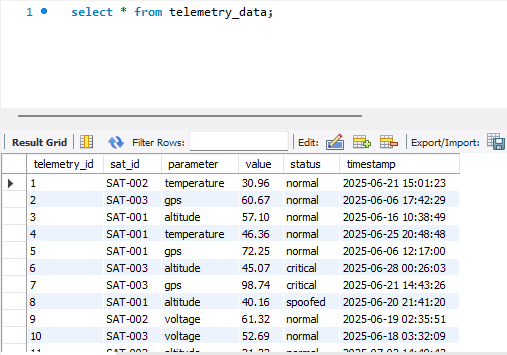 1 select * from telemetry_data;
Result Grid Filter Rows: Edit: Export/Import:
telemetry_id sat_id parameter value status timestamp
1 SAT-002 temperature 30.96 normal 2025-06-21 15:01:23
2 SAT-003 gps 60.67 normal 2025-06-06 17:42:29
3 SAT-001 altitude 57.10 normal 2025-06-16 10:38:49
4 SAT-001 temperature 46.36 normal 2025-06-25 20:48:48
5 SAT-001 gps 72.25 normal 2025-06-06 12:17:00
6 SAT-003 altitude 45.07 critical 2025-06-28 00:26:03
7 SAT-003 gps 98.74 critical 2025-06-21 14:43:26
8 SAT-001 altitude 40.16 spoofed 2025-06-20 21:41:20
9 SAT-002 voltage 61.32 normal 2025-06-19 02:35:51
10 SAT-003 voltage 52.69 normal 2025-06-18 03:32:09